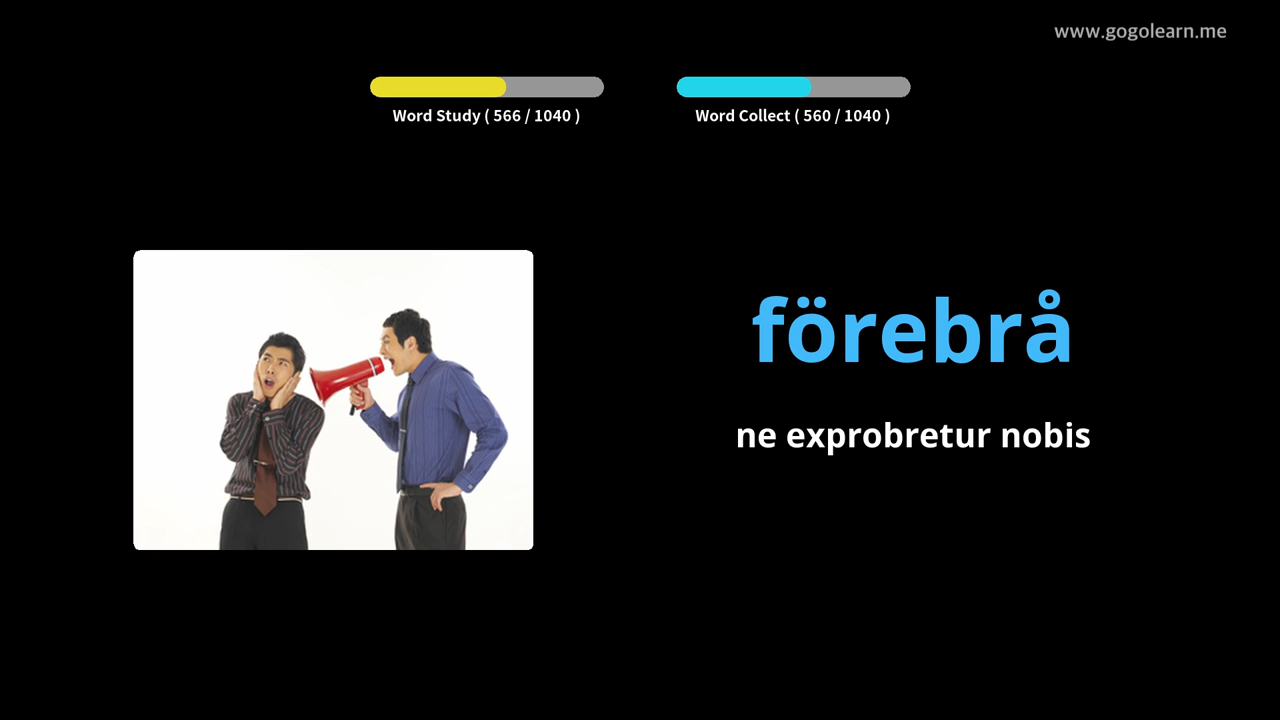 www.gogolearn.me
Word Study ( 566 / 1040 )
Word Collect ( 560 / 1040 )
förebrå
ne exprobretur nobis